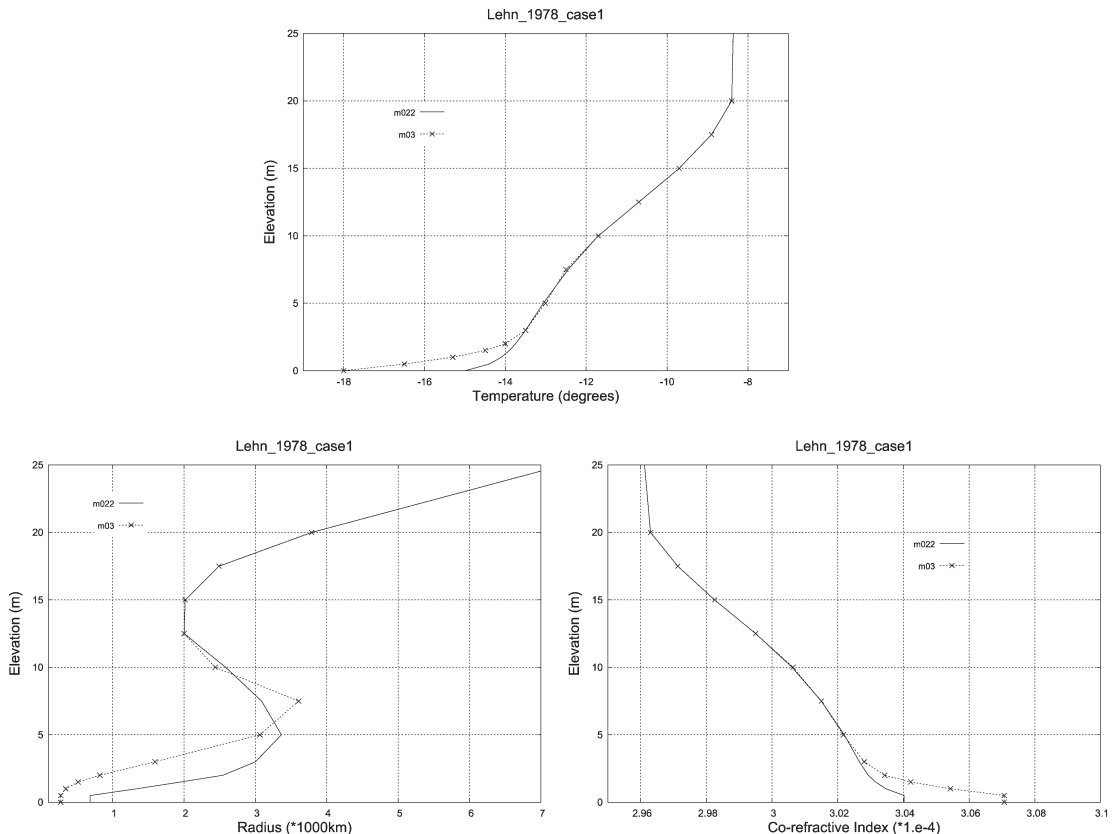 Lehn_1978_case1
25
20
15
10
5
0
Elevation (m)
m022
m03
-18 -16 -14 -12 -10 -8
Temperature (degrees)
Lehn_1978_case1
25
20
15
10
5
0
Elevation (m)
m022
m03
1 2 3 4 5 6 7
Radius (*1000km)
Lehn_1978_case1
25
20
15
10
5
0
Elevation (m)
m022
m03
2.96 2.98 3 3.02 3.04 3.06 3.08 3.1
Co-refractive Index (*1.e-4)